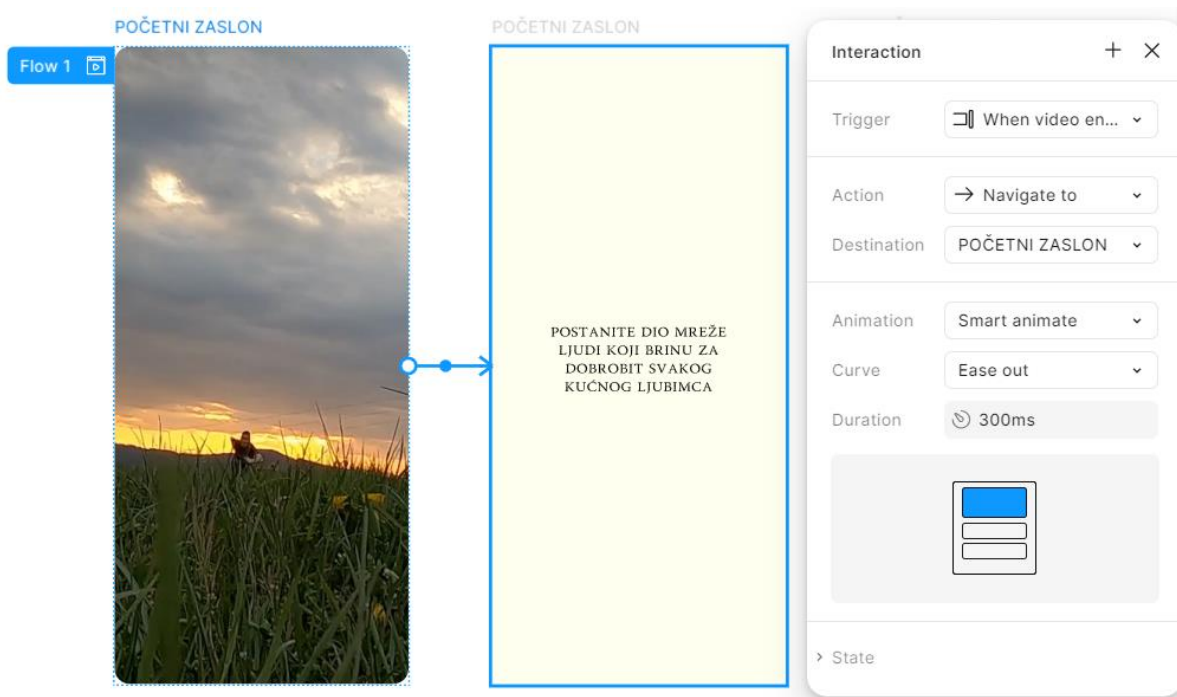 POČETNI ZASLON
Flow 1
POČETNI ZASLON
POSTANITE DIO MREŽE
LJUDI KOJI BRINU ZA
DOBROBIT SVAKOG
KUĆNOG LJUBIMCA
Interaction
Trigger When video en...
Action Navigate to
Destination POČETNI ZASLON
Animation Smart animate
Curve Ease out
Duration 300ms
State